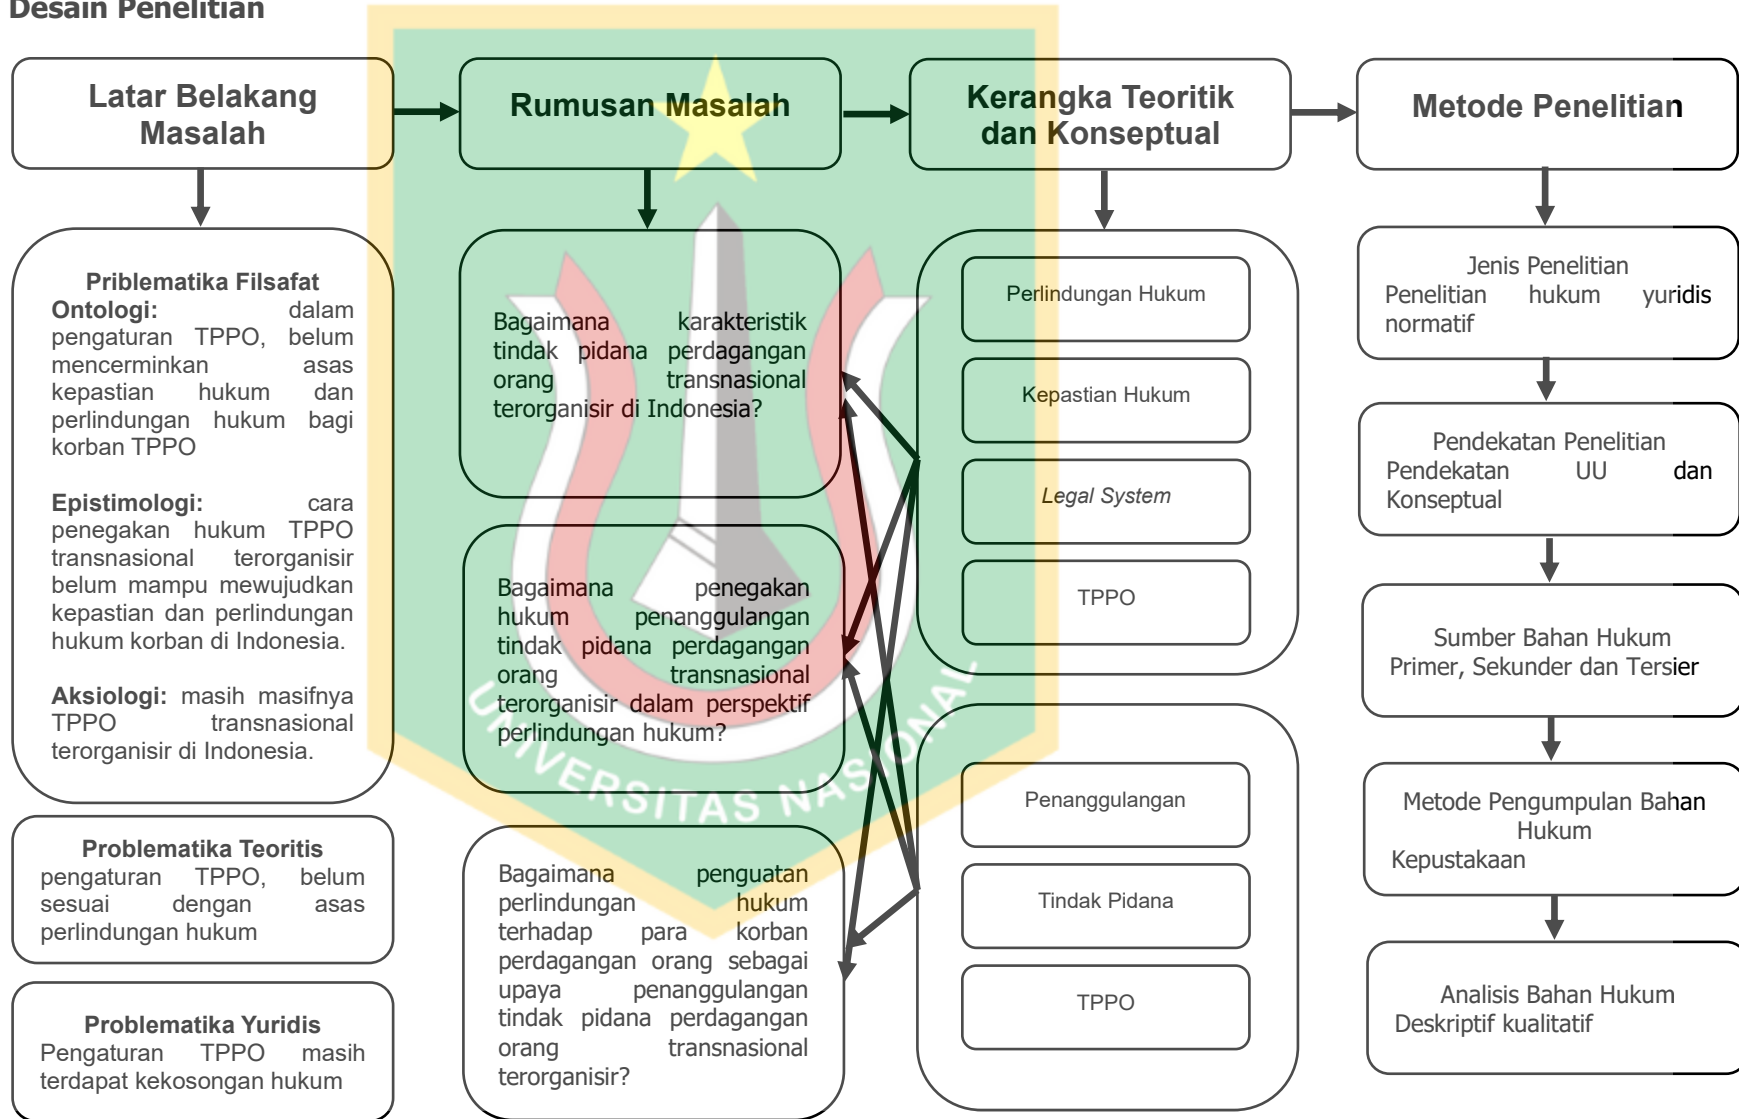 Desain Penelitian
Latar Belakang
Masalah
Rumusan Masalah
Kerangka Teoritik
dan Konseptual
Metode Penelitian
Priblematika Filsafat
Ontologi: dalam
pengaturan TPPO, belum
mencerminkan asas
kepastian hukum dan
perlindungan hukum bagi
korban TPPO
Epistimologi: cara
penegakan hukum TPPO
transnasional terorganisir
belum mampu mewujudkan
kepastian dan perlindungan
hukum korban di Indonesia.
Aksiologi: masih masifnya
TPPO transnasional
terorganisir di Indonesia.
Problematika Teoritis
pengaturan TPPO, belum
sesuai dengan asas
perlindungan hukum
Problematika Yuridis
Pengaturan TPPO masih
terdapat kekosongan hukum
Bagaimana karakteristik
tindak pidana perdagangan
orang transnasional
terorganisir di Indonesia?
Bagaimana penegakan
hukum penanggulangan
tindak pidana perdagangan
orang transnasional
terorganisir dalam perspektif
perlindungan hukum?
Bagaimana penguatan
perlindungan hukum
terhadap para korban
perdagangan orang sebagai
upaya penanggulangan
tindak pidana perdagangan
orang transnasional
terorganisir?
Perlindungan Hukum
Kepastian Hukum
Legal System
TPPO
Penanggulangan
Tindak Pidana
TPPO
Jenis Penelitian
Penelitian hukum yuridis
normatif
Pendekatan Penelitian
Pendekatan UU dan
Konseptual
Sumber Bahan Hukum
Primer, Sekunder dan Tersier
Metode Pengumpulan Bahan
Hukum
Kepustakaan
Analisis Bahan Hukum
Deskriptif kualitatif
UNIVERSITAS NASIONAL